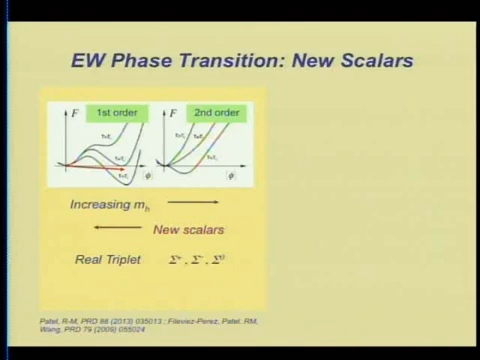 EW Phase Transition: New Scalars
F 1st order F 2nd order
⟨ϕ⟩ ⟨ϕ⟩
Increasing m_h
New scalars
Real Triplet Σ⁺, Σ⁻, Σ⁰
Patel, R-M, PRD 88 (2013) 035013 ; Fileviez-Perez, Patel, RM,
Wang, PRD 79 (2009) 055024